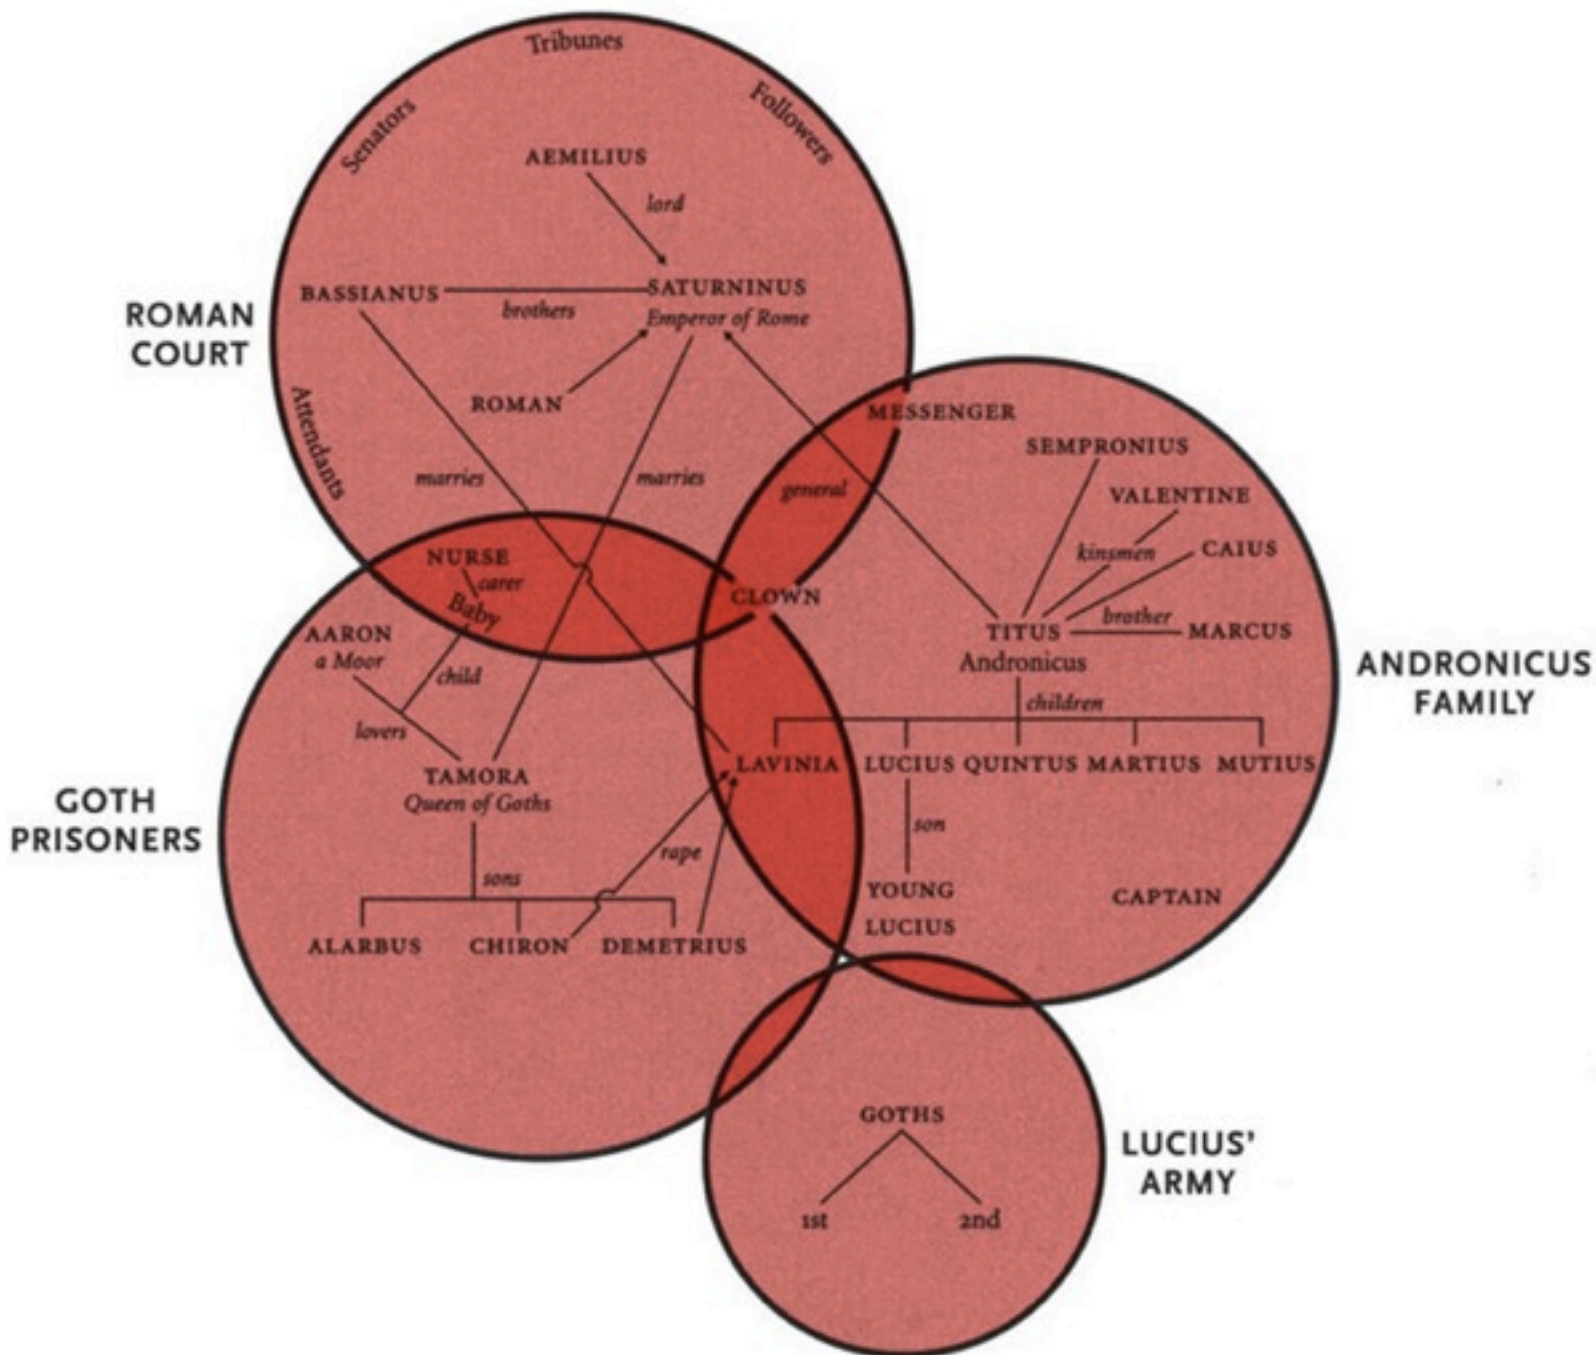 Tribunes
Senators
Followers
AEMILIUS
lord
BASSIANUS
brothers
SATURNINUS
Emperor of Rome
ROMAN
COURT
ROMAN
Attendants
marries
marries
general
MESSENGER
SEMPRONIUS
VALENTINE
kinsmen
CAIUS
brother
TITUS
Andronicus
MARCUS
children
ANDRONICUS
FAMILY
NURSE
carer
Baby
CLOWN
AARON
a Moor
child
lovers
TAMORA
Queen of Goths
LAVINIA
LUCIUS
QUINTUS
MARTIUS
MUTIUS
GOTH
PRISONERS
son
rape
sons
YOUNG
LUCIUS
CAPTAIN
ALARBUS
CHIRON
DEMETRIUS
GOTHS
1st
2nd
LUCIUS'
ARMY